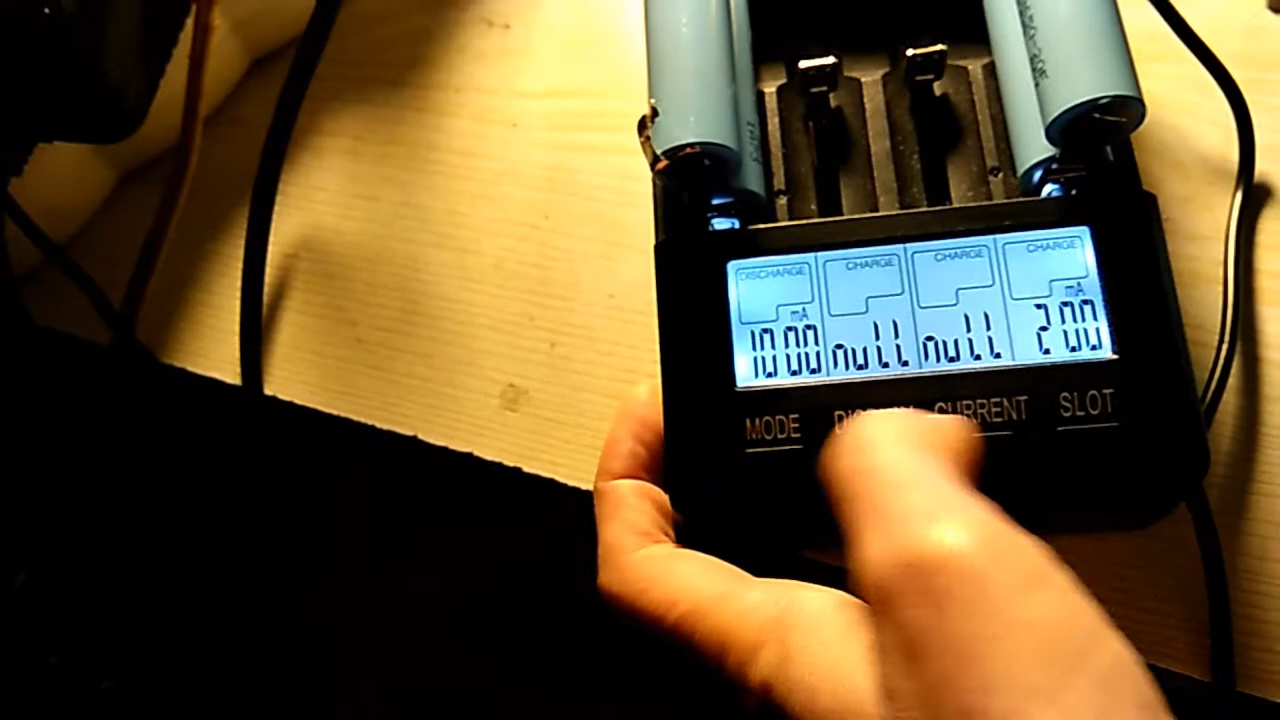 DISCHARGE CHARGE CHARGE CHARGE
mA mA
1000 null null 200
MODE CURRENT SLOT